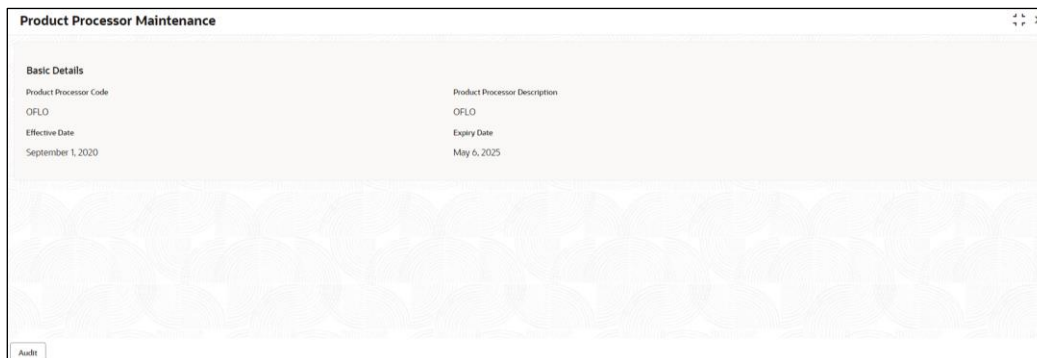 Product Processor Maintenance
Basic Details
Product Processor Code Product Processor Description
OFLO OFLO
Effective Date Expiry Date
September 1, 2020 May 6, 2025
Audit